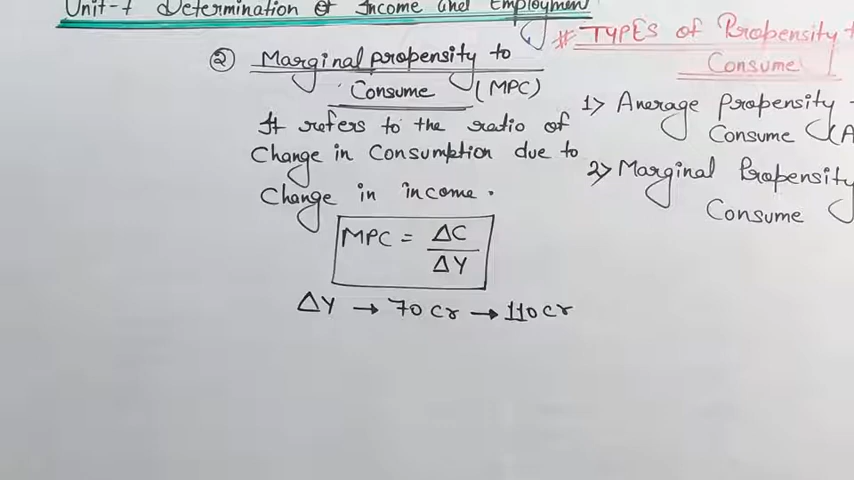 Unit-7 Determination of Income and Employment
② Marginal propensity to
Consume (MPC)
It refers to the ratio of
Change in Consumption due to
Change in income.
MPC = ΔC
ΔY
ΔY → 70 Cr → 110 Cr
# TYPES of Propensity
Consume
1> Average Propensity
Consume (A
2> Marginal Propensity
Consume